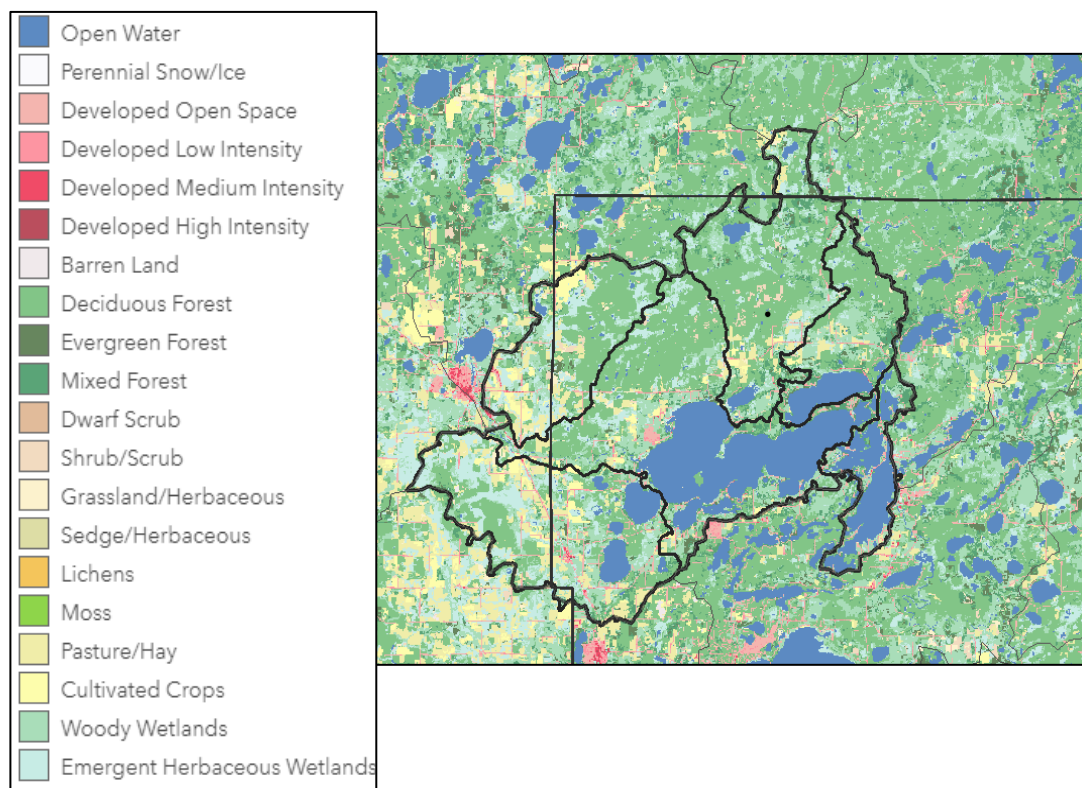 Open Water
Perennial Snow/Ice
Developed Open Space
Developed Low Intensity
Developed Medium Intensity
Developed High Intensity
Barren Land
Deciduous Forest
Evergreen Forest
Mixed Forest
Dwarf Scrub
Shrub/Scrub
Grassland/Herbaceous
Sedge/Herbaceous
Lichens
Moss
Pasture/Hay
Cultivated Crops
Woody Wetlands
Emergent Herbaceous Wetlands